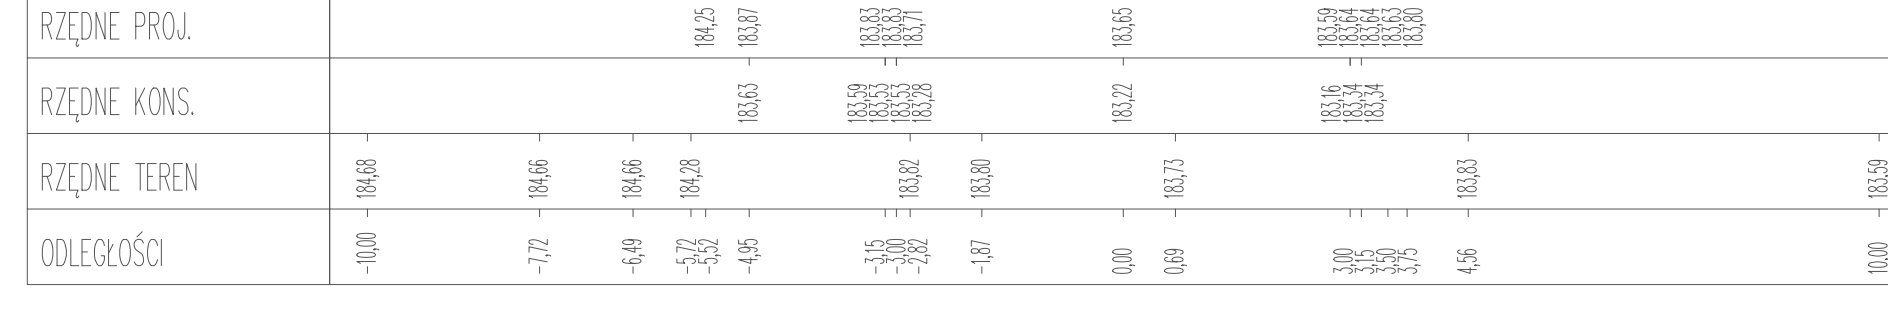 RZĘDNE PROJ. 184,25 183,87 183,83 183,83 183,71 183,65 183,59 183,64 183,64 183,63 183,80
RZĘDNE KONS. 183,63 183,59 183,53 183,53 183,28 183,22 183,16 183,34 183,34
RZĘDNE TEREN 184,68 184,66 184,66 184,28 183,82 183,80 183,73 183,83 183,59
ODLEGŁOŚCI -10,00 -7,72 -6,49 -5,72 -5,52 -4,95 -3,15 -3,00 -2,82 -1,87 0,00 0,69 3,00 3,15 3,50 3,75 4,56 10,00